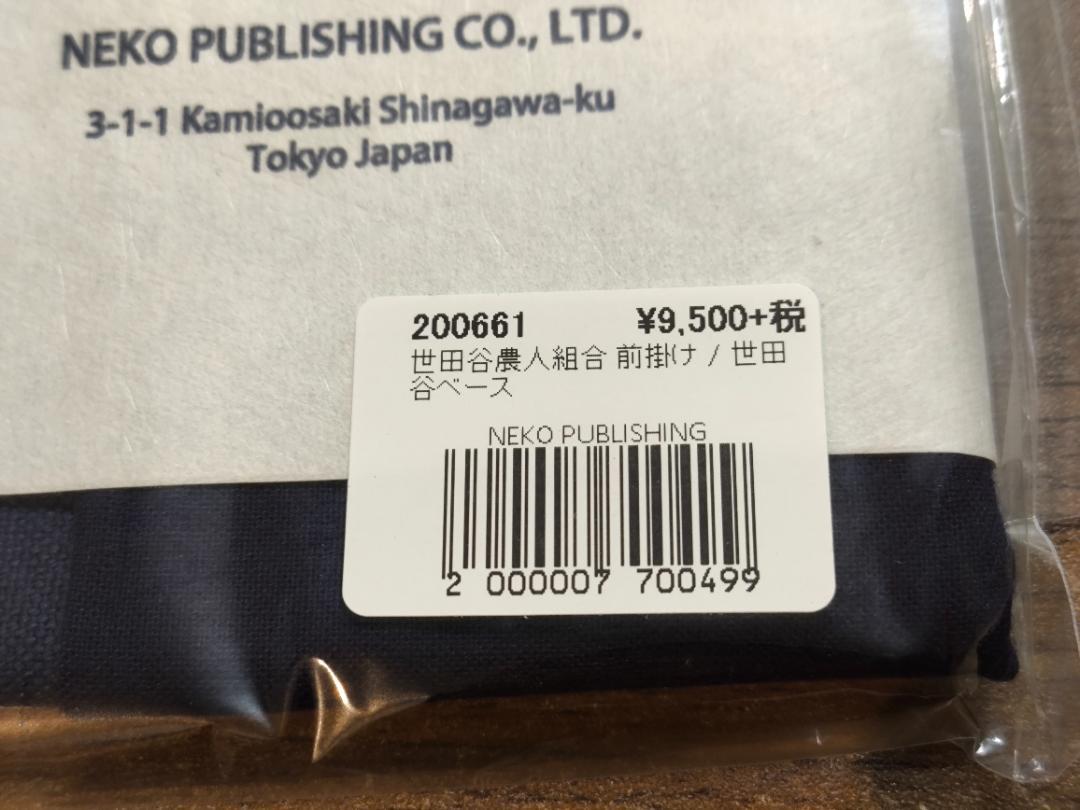 NEKO PUBLISHING CO., LTD.
3-1-1 Kamioosaki Shinagawa-ku
Tokyo Japan
200661 ¥9,500+税
世田谷農人組合 前掛け / 世田
谷ベース
NEKO PUBLISHING
2 000007 700499